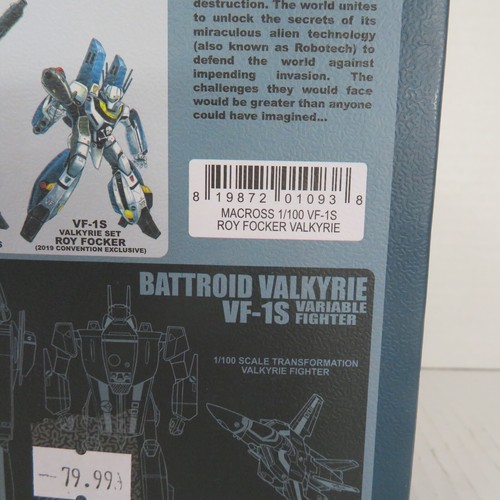 destruction. The world unites
to unlock the secrets of its
miraculous alien technology
(also known as Robotech) to
defend the world against
impending invasion. The
challenges they would face
would be greater than anyone
could have imagined...
VF-1S
VALKYRIE SET
ROY FOCKER
(2019 CONVENTION EXCLUSIVE)
8 19872 01093 8
MACROSS 1/100 VF-1S
ROY FOCKER VALKYRIE
BATTROID VALKYRIE
VF-1S VARIABLE
FIGHTER
1/100 SCALE TRANSFORMATION
VALKYRIE FIGHTER
-79.99